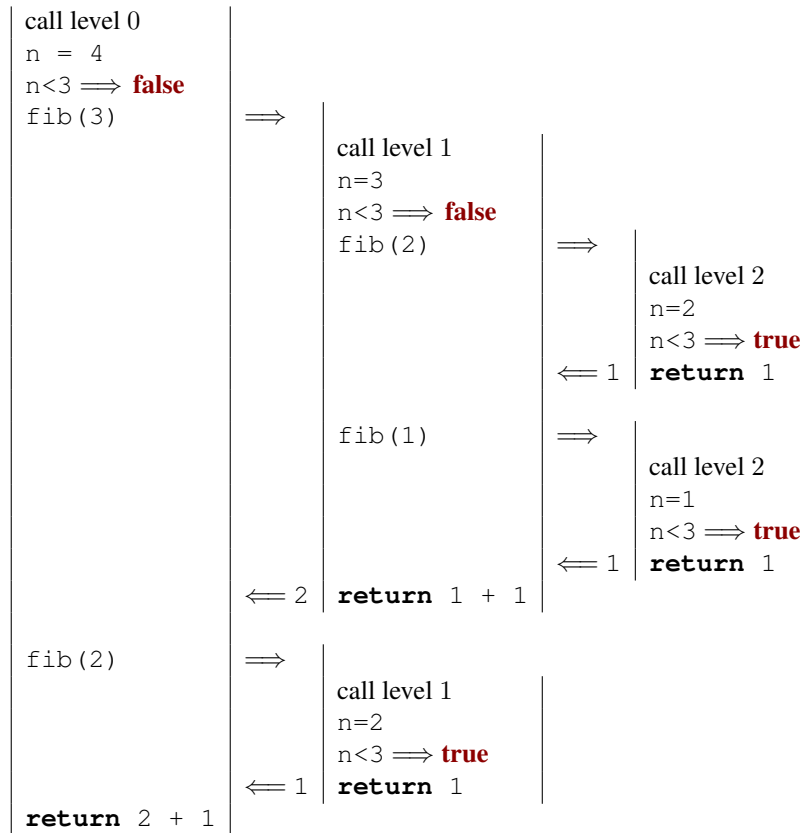 call level 0
n = 4
n<3 ⟹ false
fib(3) ⟹
call level 1
n=3
n<3 ⟹ false
fib(2) ⟹
call level 2
n=2
n<3 ⟹ true
⟸ 1 return 1
fib(1) ⟹
call level 2
n=1
n<3 ⟹ true
⟸ 1 return 1
⟸ 2 return 1 + 1
fib(2) ⟹
call level 1
n=2
n<3 ⟹ true
⟸ 1 return 1
return 2 + 1